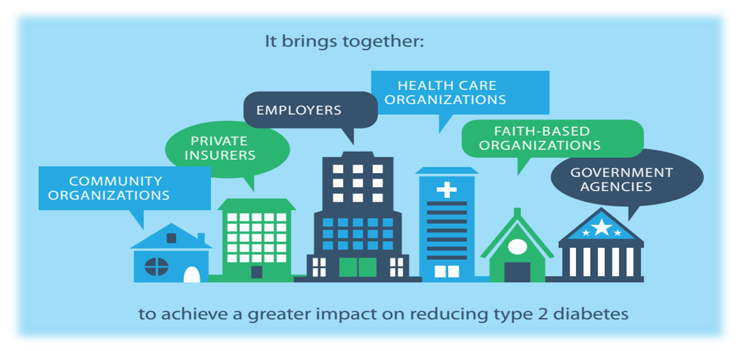 It brings together:
COMMUNITY
ORGANIZATIONS
PRIVATE
INSURERS
EMPLOYERS
HEALTH CARE
ORGANIZATIONS
FAITH-BASED
ORGANIZATIONS
GOVERNMENT
AGENCIES
to achieve a greater impact on reducing type 2 diabetes